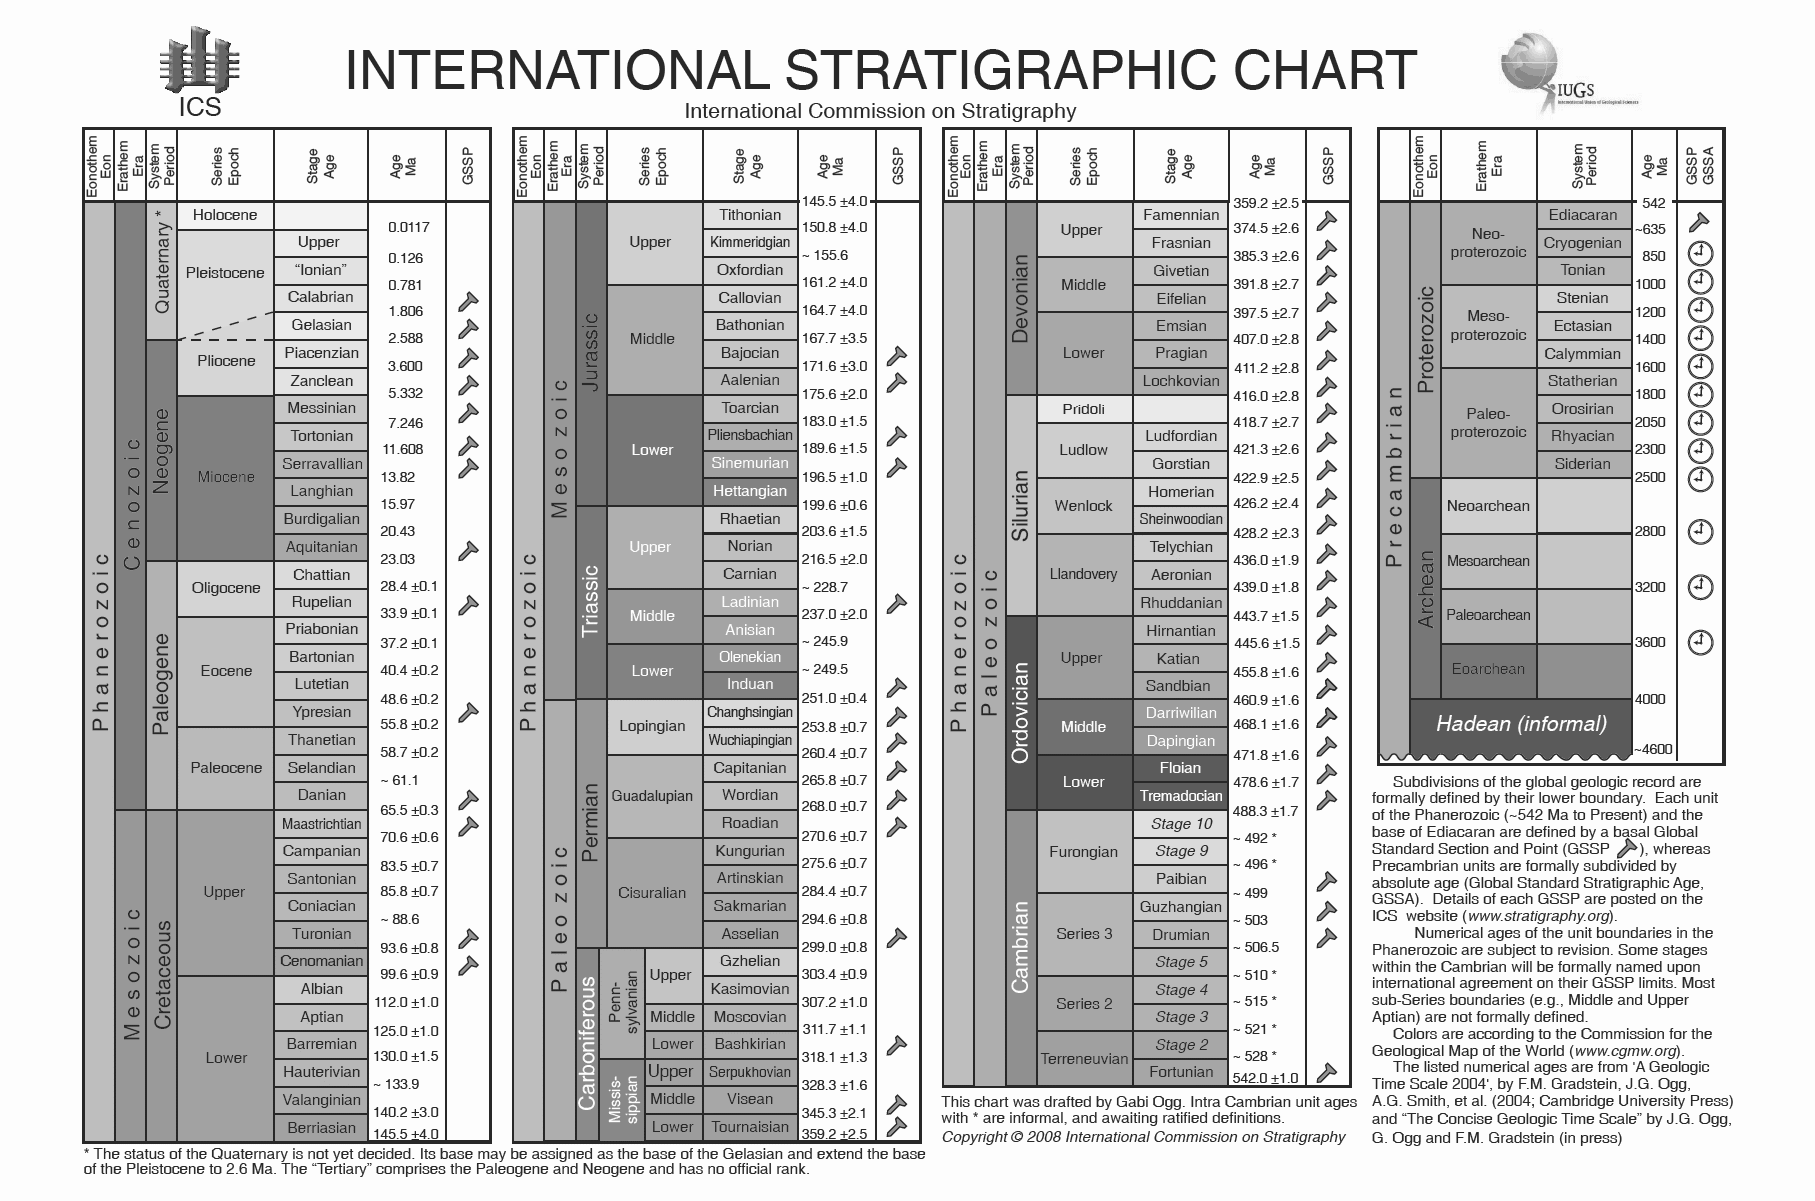 ICS
INTERNATIONAL STRATIGRAPHIC CHART
International Commission on Stratigraphy
IUGS
International Union of Geological Sciences
Eonothem Eon
Erathem Era
System Period
Series Epoch
Stage Age
Age Ma
GSSP
Phanerozoic
Cenozoic
Mesozoic
Quaternary *
Neogene
Paleogene
Cretaceous
Holocene
Pleistocene
Pliocene
Miocene
Oligocene
Eocene
Paleocene
Upper
Lower
Upper
“Ionian”
Calabrian
Gelasian
Piacenzian
Zanclean
Messinian
Tortonian
Serravallian
Langhian
Burdigalian
Aquitanian
Chattian
Rupelian
Priabonian
Bartonian
Lutetian
Ypresian
Thanetian
Selandian
Danian
Maastrichtian
Campanian
Santonian
Coniacian
Turonian
Cenomanian
Albian
Aptian
Barremian
Hauterivian
Valanginian
Berriasian
0.0117
0.126
0.781
1.806
2.588
3.600
5.332
7.246
11.608
13.82
15.97
20.43
23.03
28.4 ±0.1
33.9 ±0.1
37.2 ±0.1
40.4 ±0.2
48.6 ±0.2
55.8 ±0.2
58.7 ±0.2
~ 61.1
65.5 ±0.3
70.6 ±0.6
83.5 ±0.7
85.8 ±0.7
~ 88.6
93.6 ±0.8
99.6 ±0.9
112.0 ±1.0
125.0 ±1.0
130.0 ±1.5
~ 133.9
140.2 ±3.0
145.5 ±4.0
Eonothem Eon
Erathem Era
System Period
Series Epoch
Stage Age
Age Ma
GSSP
Phanerozoic
Mesozoic
Paleozoic
Jurassic
Triassic
Permian
Carboniferous
Upper
Middle
Lower
Upper
Middle
Lower
Lopingian
Guadalupian
Cisuralian
Penn-
sylvanian
Missis-
sippian
Upper
Middle
Lower
Upper
Middle
Lower
Tithonian
Kimmeridgian
Oxfordian
Callovian
Bathonian
Bajocian
Aalenian
Toarcian
Pliensbachian
Sinemurian
Hettangian
Rhaetian
Norian
Carnian
Ladinian
Anisian
Olenekian
Induan
Changhsingian
Wuchiapingian
Capitanian
Wordian
Roadian
Kungurian
Artinskian
Sakmarian
Asselian
Gzhelian
Kasimovian
Moscovian
Bashkirian
Serpukhovian
Visean
Tournaisian
145.5 ±4.0
150.8 ±4.0
~ 155.6
161.2 ±4.0
164.7 ±4.0
167.7 ±3.5
171.6 ±3.0
175.6 ±2.0
183.0 ±1.5
189.6 ±1.5
196.5 ±1.0
199.6 ±0.6
203.6 ±1.5
216.5 ±2.0
~ 228.7
237.0 ±2.0
~ 245.9
~ 249.5
251.0 ±0.4
253.8 ±0.7
260.4 ±0.7
265.8 ±0.7
268.0 ±0.7
270.6 ±0.7
275.6 ±0.7
284.4 ±0.7
294.6 ±0.8
299.0 ±0.8
303.4 ±0.9
307.2 ±1.0
311.7 ±1.1
318.1 ±1.3
328.3 ±1.6
345.3 ±2.1
359.2 ±2.5
Eonothem Eon
Erathem Era
System Period
Series Epoch
Stage Age
Age Ma
GSSP
Phanerozoic
Paleozoic
Devonian
Silurian
Ordovician
Cambrian
Upper
Middle
Lower
Pridoli
Ludlow
Wenlock
Llandovery
Upper
Middle
Lower
Furongian
Series 3
Series 2
Terreneuvian
Famennian
Frasnian
Givetian
Eifelian
Emsian
Pragian
Lochkovian
Ludfordian
Gorstian
Homerian
Sheinwoodian
Telychian
Aeronian
Rhuddanian
Hirnantian
Katian
Sandbian
Darriwilian
Dapingian
Floian
Tremadocian
Stage 10
Stage 9
Paibian
Guzhangian
Drumian
Stage 5
Stage 4
Stage 3
Stage 2
Fortunian
359.2 ±2.5
374.5 ±2.6
385.3 ±2.6
391.8 ±2.7
397.5 ±2.7
407.0 ±2.8
411.2 ±2.8
416.0 ±2.8
418.7 ±2.7
421.3 ±2.6
422.9 ±2.5
426.2 ±2.4
428.2 ±2.3
436.0 ±1.9
439.0 ±1.8
443.7 ±1.5
445.6 ±1.5
455.8 ±1.6
460.9 ±1.6
468.1 ±1.6
471.8 ±1.6
478.6 ±1.7
488.3 ±1.7
~ 492 *
~ 496 *
~ 499
~ 503
~ 506.5
~ 510 *
~ 515 *
~ 521 *
~ 528 *
542.0 ±1.0
Eonothem Eon
Erathem Era
System Period
Age Ma
GSSP GSSA
Precambrian
Proterozoic
Archean
Neo-
proterozoic
Meso-
proterozoic
Paleo-
proterozoic
Neoarchean
Mesoarchean
Paleoarchean
Eoarchean
Hadean (informal)
Ediacaran
Cryogenian
Tonian
Stenian
Ectasian
Calymmian
Statherian
Orosirian
Rhyacian
Siderian
542
~635
850
1000
1200
1400
1600
1800
2050
2300
2500
2800
3200
3600
4000
~4600
Subdivisions of the global geologic record are
formally defined by their lower boundary. Each unit
of the Phanerozoic (~542 Ma to Present) and the
base of Ediacaran are defined by a basal Global
Standard Section and Point (GSSP ), whereas
Precambrian units are formally subdivided by
absolute age (Global Standard Stratigraphic Age,
GSSA). Details of each GSSP are posted on the
ICS website (www.stratigraphy.org).
Numerical ages of the unit boundaries in the
Phanerozoic are subject to revision. Some stages
within the Cambrian will be formally named upon
international agreement on their GSSP limits. Most
sub-Series boundaries (e.g., Middle and Upper
Aptian) are not formally defined.
Colors are according to the Commission for the
Geological Map of the World (www.cgmw.org).
The listed numerical ages are from 'A Geologic
Time Scale 2004', by F.M. Gradstein, J.G. Ogg,
A.G. Smith, et al. (2004; Cambridge University Press)
and “The Concise Geologic Time Scale” by J.G. Ogg,
G. Ogg and F.M. Gradstein (in press)
This chart was drafted by Gabi Ogg. Intra Cambrian unit ages
with * are informal, and awaiting ratified definitions.
Copyright © 2008 International Commission on Stratigraphy
* The status of the Quaternary is not yet decided. Its base may be assigned as the base of the Gelasian and extend the base
of the Pleistocene to 2.6 Ma. The “Tertiary” comprises the Paleogene and Neogene and has no official rank.